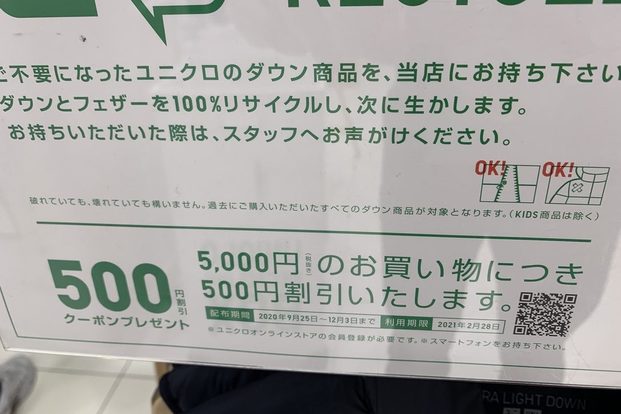 RECYCLE
ご不要になったユニクロのダウン商品を、当店にお持ち下さい
ダウンとフェザーを100%リサイクルし、次に生かします。
お持ちいただいた際は、スタッフへお声がけください。
OK! OK!
破れていても、壊れていても構いません。過去にご購入いただいたすべてのダウン商品が対象となります。(KIDS商品は除く)
500円割引
クーポンプレゼント
5,000円(税抜き)のお買い物につき
500円割引いたします。
配布期間 2020年9月25日〜12月3日まで 利用期限 2021年2月28日
※ユニクロオンラインストアの会員登録が必要です。※スマートフォンをお持ち下さい。
RA LIGHT DOWN